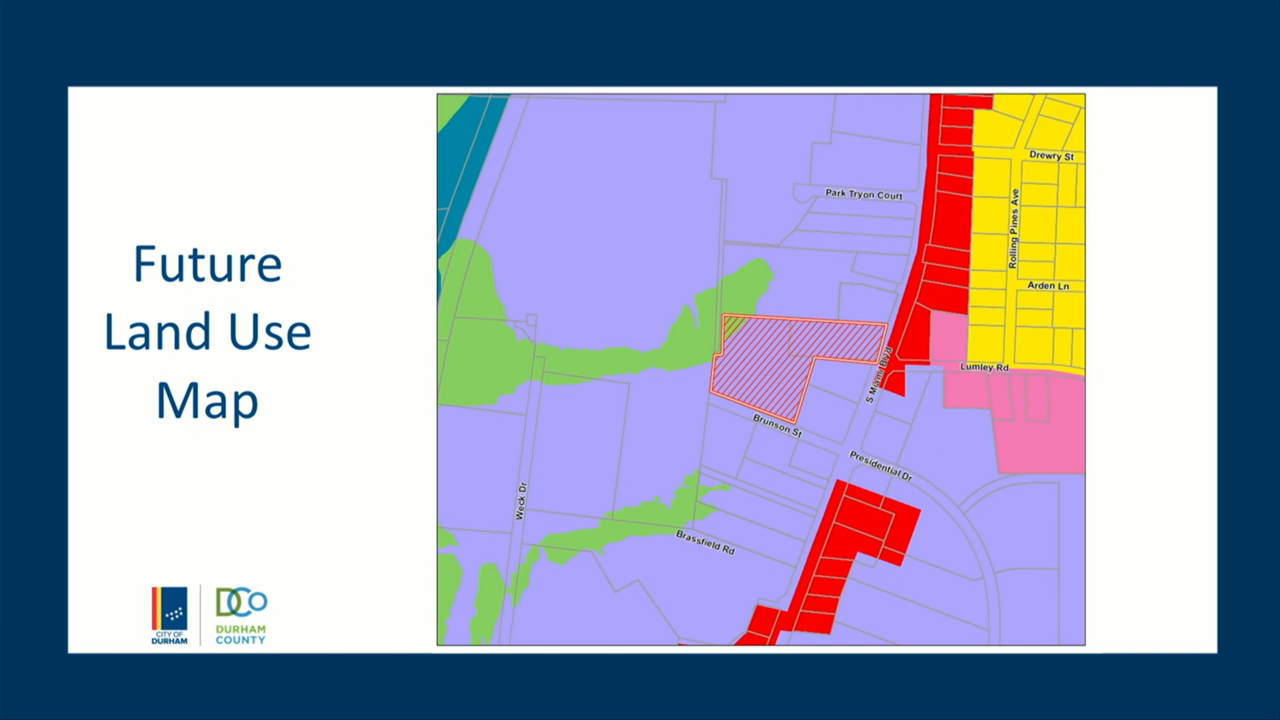 Future
Land Use
Map
Drewry St
Park Tryon Court
Rolling Pines Ave
Arden Ln
Lumley Rd
S Miami Blvd
Brunson St
Presidential Dr
Weck Dr
Brassfield Rd
CITY OF
DURHAM
DCo
DURHAM
COUNTY